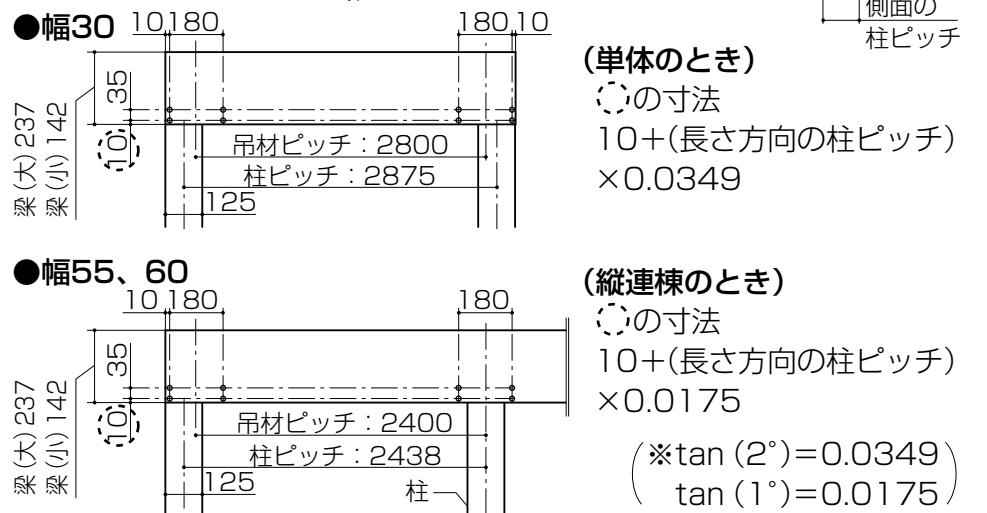 側面の
柱ピッチ
●幅30
10 180
180 10
35
10
梁(大)237
梁(小)142
吊材ピッチ：2800
柱ピッチ：2875
125
(単体のとき)
の寸法
10+(長さ方向の柱ピッチ)
×0.0349
●幅55、60
10 180
180
35
10
梁(大)237
梁(小)142
吊材ピッチ：2400
柱ピッチ：2438
125
柱
(縦連棟のとき)
の寸法
10+(長さ方向の柱ピッチ)
×0.0175
(※tan (2°)=0.0349
tan (1°)=0.0175)